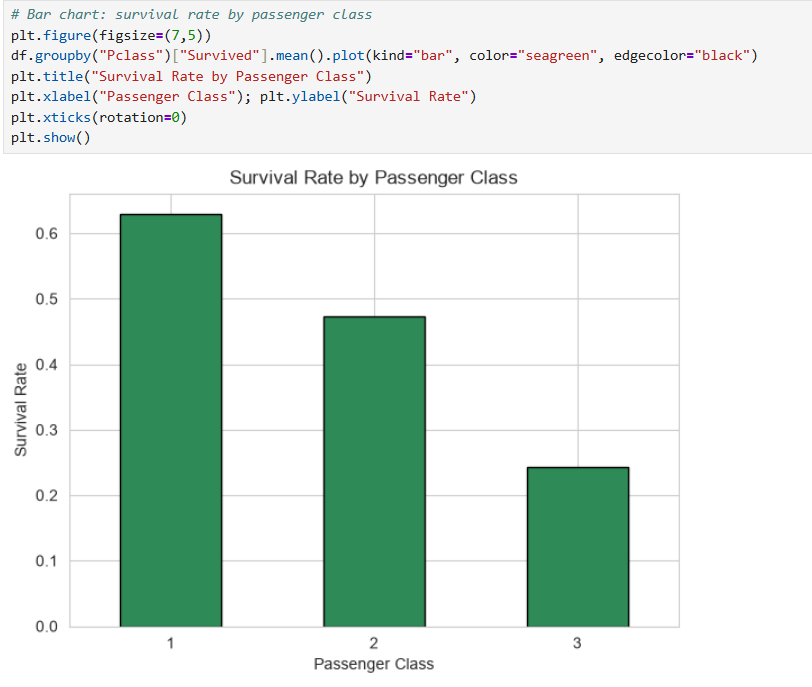 # Bar chart: survival rate by passenger class
plt.figure(figsize=(7,5))
df.groupby("Pclass")["Survived"].mean().plot(kind="bar", color="seagreen", edgecolor="black")
plt.title("Survival Rate by Passenger Class")
plt.xlabel("Passenger Class"); plt.ylabel("Survival Rate")
plt.xticks(rotation=0)
plt.show()
Survival Rate by Passenger Class
0.6
0.5
0.4
0.3
0.2
0.1
0.0
Survival Rate
1 2 3
Passenger Class